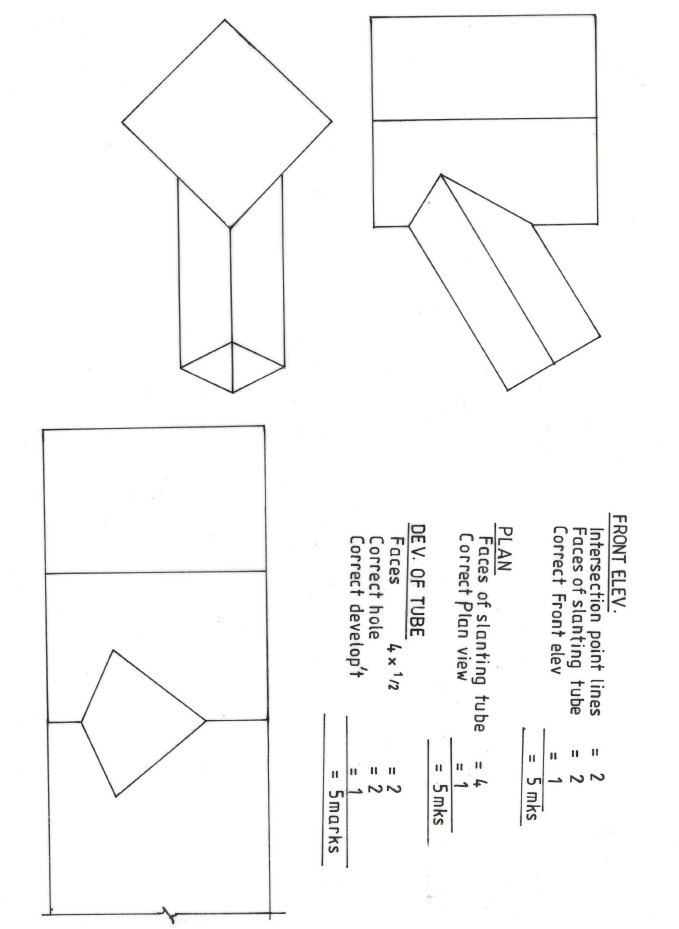 FRONT ELEV.
Intersection point lines = 2
Faces of slanting tube = 2
Correct Front elev = 1
= 5 mks
PLAN
Faces of slanting tube = 4
Correct Plan view = 1
= 5mks
DEV. OF TUBE
Faces 4 x 1/2 = 2
Correct hole = 2
Correct develop't = 1
= 5marks